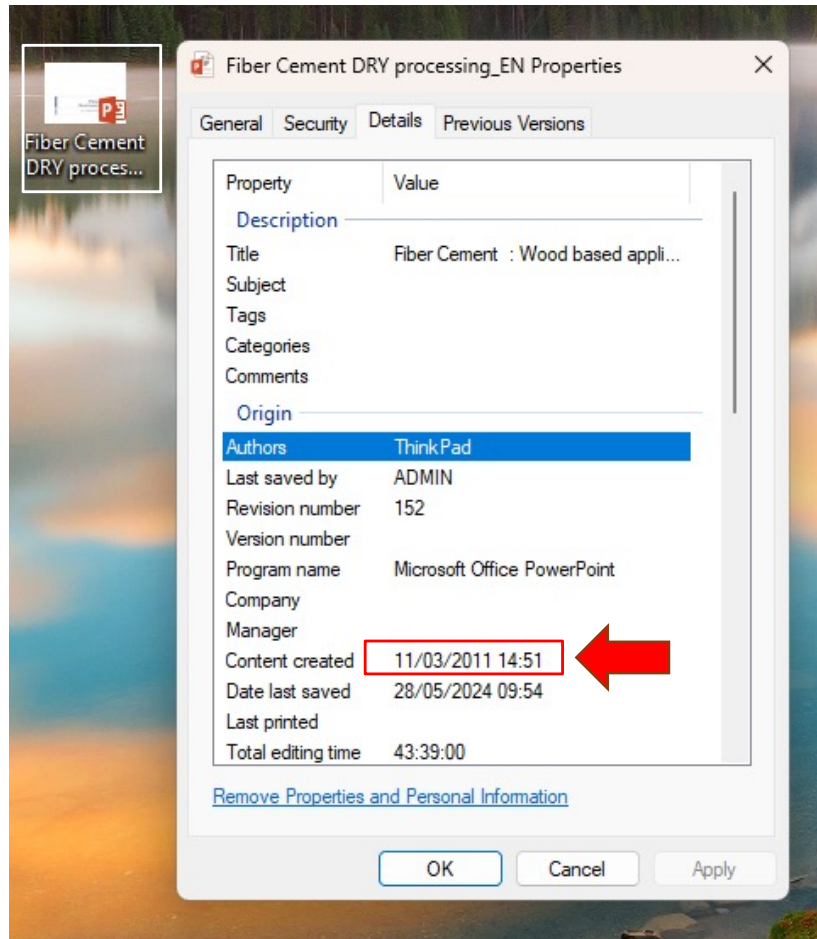 Fiber Cement DRY processing_EN Properties
Fiber Cement
DRY proces...
General Security Details Previous Versions
Property Value
Description
Title Fiber Cement : Wood based appli...
Subject
Tags
Categories
Comments
Origin
Authors ThinkPad
Last saved by ADMIN
Revision number 152
Version number
Program name Microsoft Office PowerPoint
Company
Manager
Content created 11/03/2011 14:51
Date last saved 28/05/2024 09:54
Last printed
Total editing time 43:39:00
Remove Properties and Personal Information
OK Cancel Apply